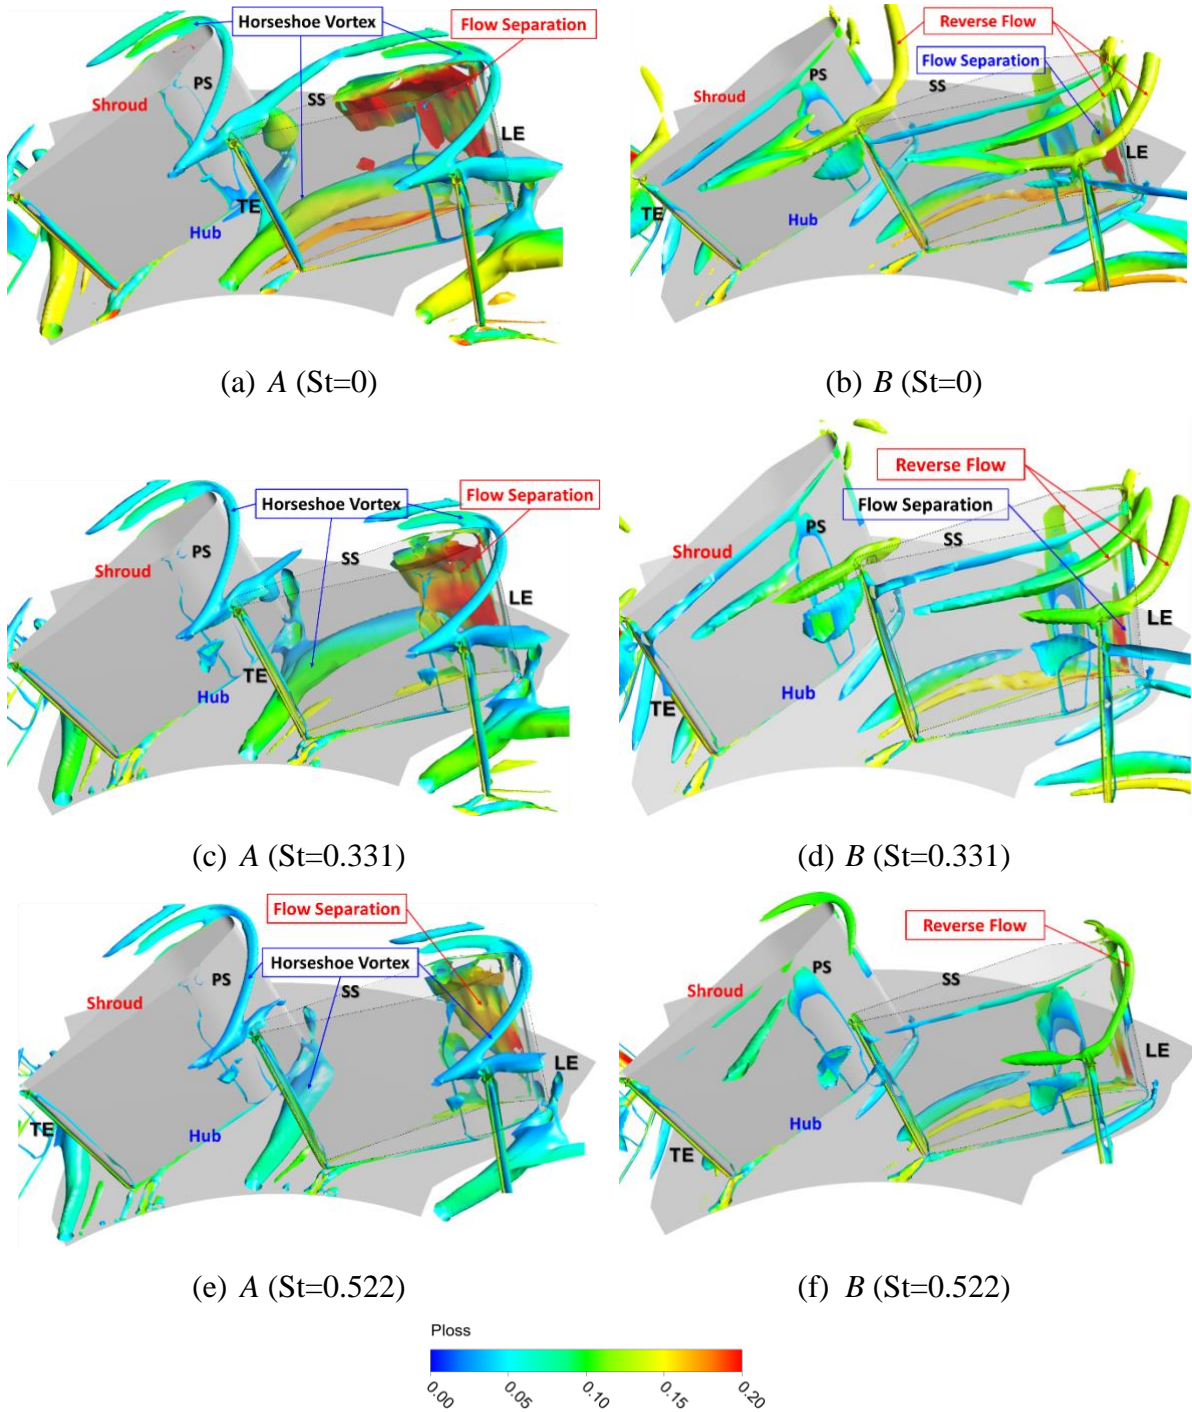 Horseshoe Vortex
Flow Separation
PS
Shroud
SS
LE
TE
Hub
(a) A (St=0)
Reverse Flow
Flow Separation
PS
SS
Shroud
LE
TE
Hub
(b) B (St=0)
Horseshoe Vortex
Flow Separation
PS
SS
Shroud
LE
TE
Hub
(c) A (St=0.331)
Reverse Flow
Flow Separation
PS
SS
Shroud
LE
Hub
TE
(d) B (St=0.331)
Flow Separation
Horseshoe Vortex
PS
SS
Shroud
LE
TE
Hub
(e) A (St=0.522)
Reverse Flow
PS
SS
Shroud
LE
Hub
TE
(f) B (St=0.522)
Ploss
0.00 0.05 0.10 0.15 0.20